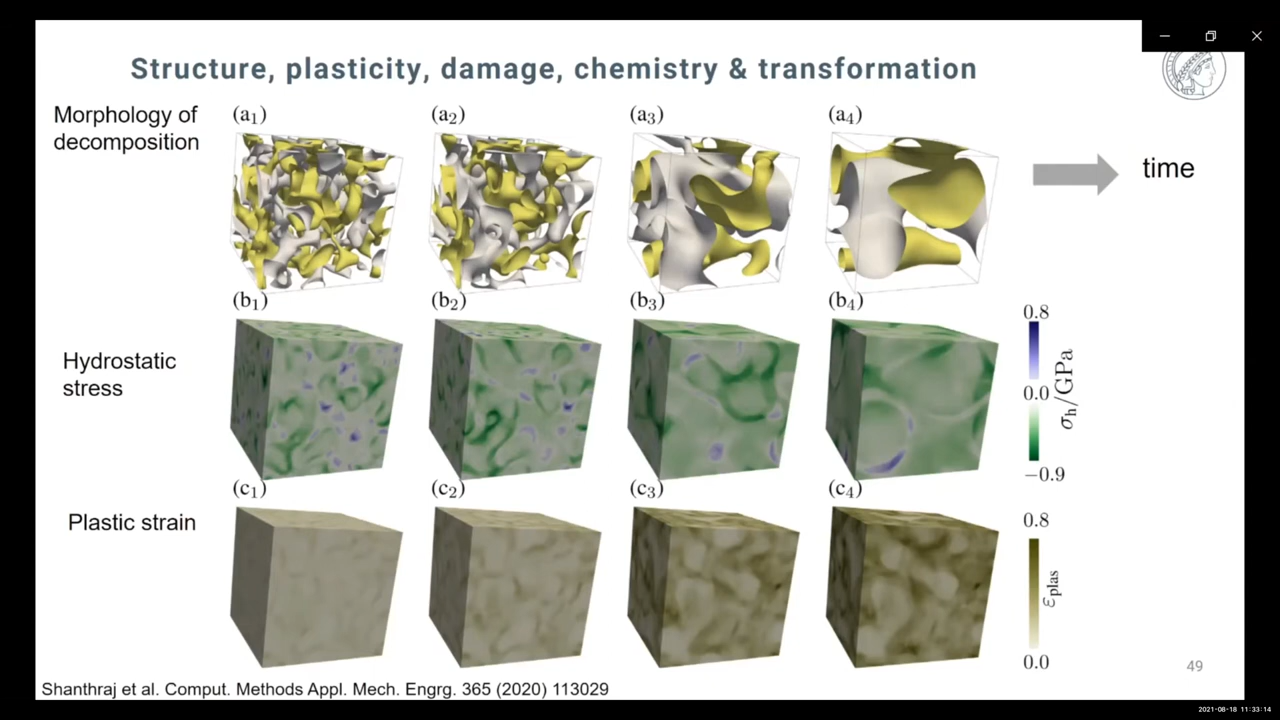 Structure, plasticity, damage, chemistry & transformation
Morphology of
decomposition
(a₁)
(a₂)
(a₃)
(a₄)
time
(b₁)
(b₂)
(b₃)
(b₄)
Hydrostatic
stress
0.8
0.0
−0.9
σₕ/GPa
(c₁)
(c₂)
(c₃)
(c₄)
Plastic strain
0.8
0.0
εplas
49
Shanthraj et al. Comput. Methods Appl. Mech. Engrg. 365 (2020) 113029
2021-08-18 11:33:14